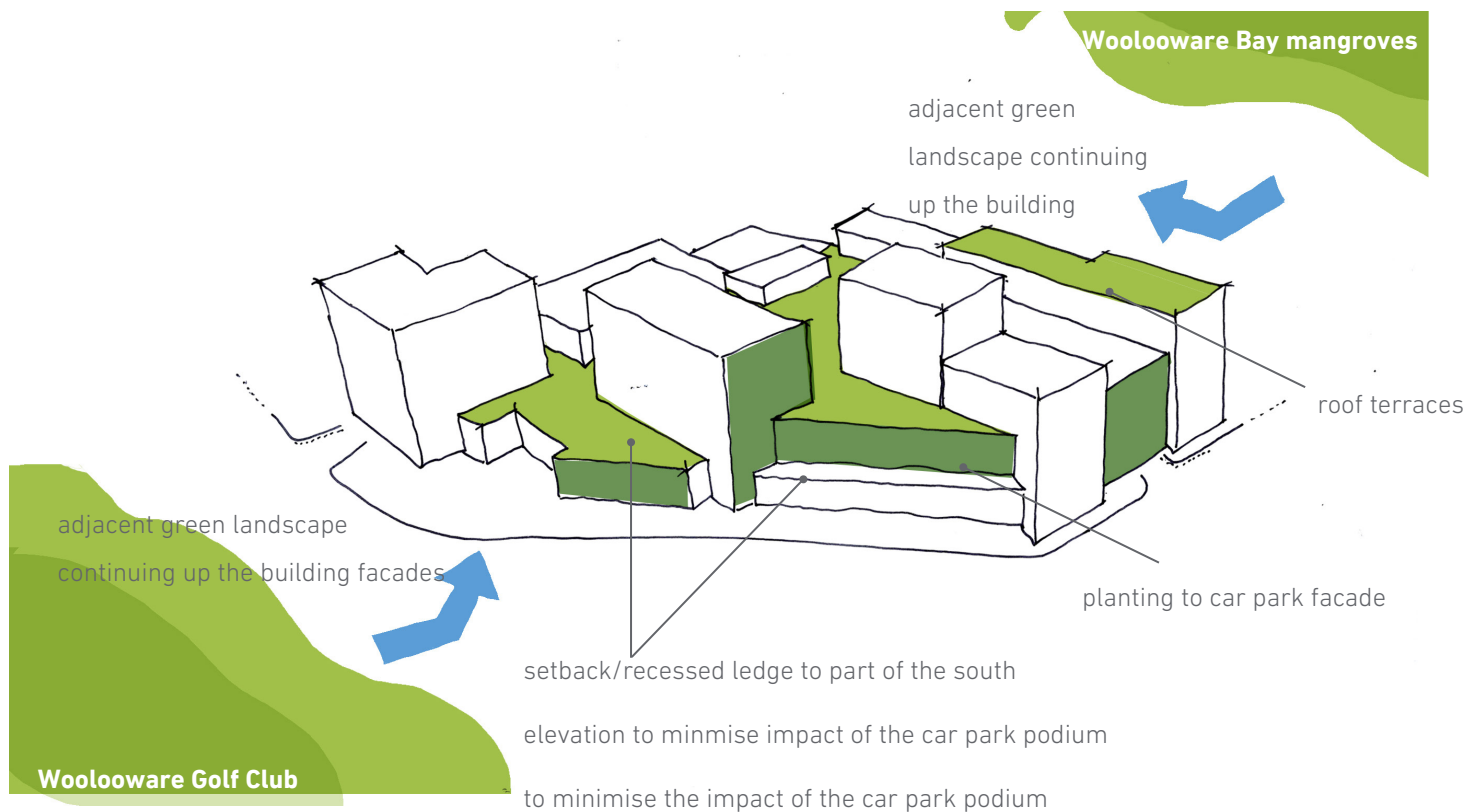 Woolooware Bay mangroves
adjacent green
landscape continuing
up the building
roof terraces
adjacent green landscape
continuing up the building facades
planting to car park facade
setback/recessed ledge to part of the south
elevation to minmise impact of the car park podium
to minimise the impact of the car park podium
Woolooware Golf Club